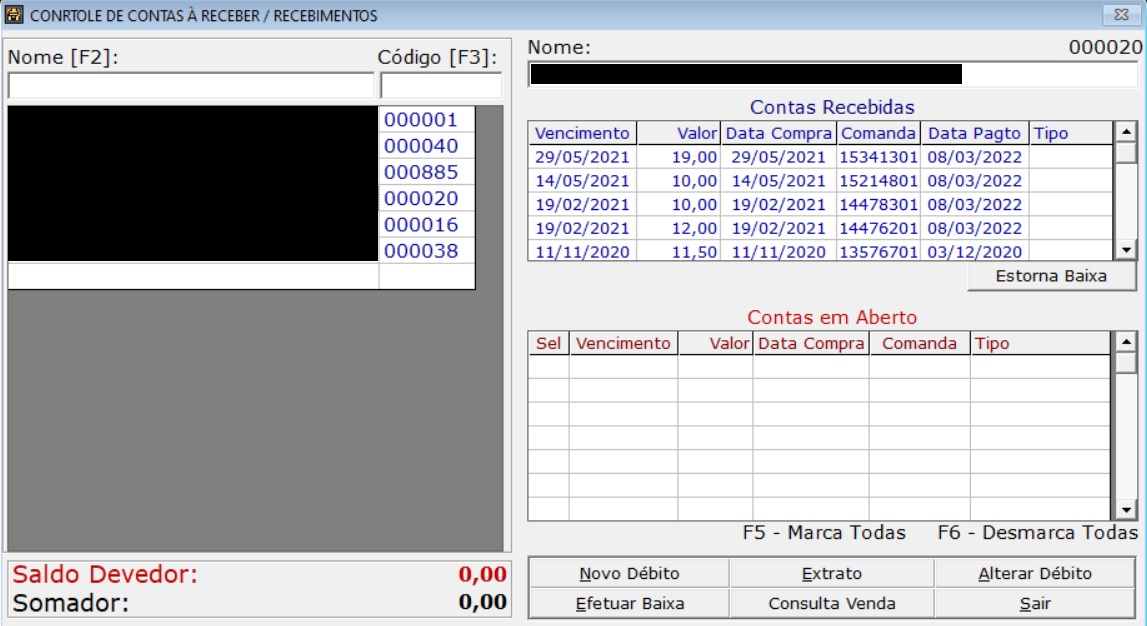 CONRTOLE DE CONTAS À RECEBER / RECEBIMENTOS
Nome [F2]: Código [F3]:
000001
000040
000885
000020
000016
000038
Saldo Devedor: 0,00
Somador: 0,00
Nome: 000020
Contas Recebidas
Vencimento Valor Data Compra Comanda Data Pagto Tipo
29/05/2021 19,00 29/05/2021 15341301 08/03/2022
14/05/2021 10,00 14/05/2021 15214801 08/03/2022
19/02/2021 10,00 19/02/2021 14478301 08/03/2022
19/02/2021 12,00 19/02/2021 14476201 08/03/2022
11/11/2020 11,50 11/11/2020 13576701 03/12/2020
Estorna Baixa
Contas em Aberto
Sel Vencimento Valor Data Compra Comanda Tipo
F5 - Marca Todas F6 - Desmarca Todas
Novo Débito Extrato Alterar Débito
Efetuar Baixa Consulta Venda Sair